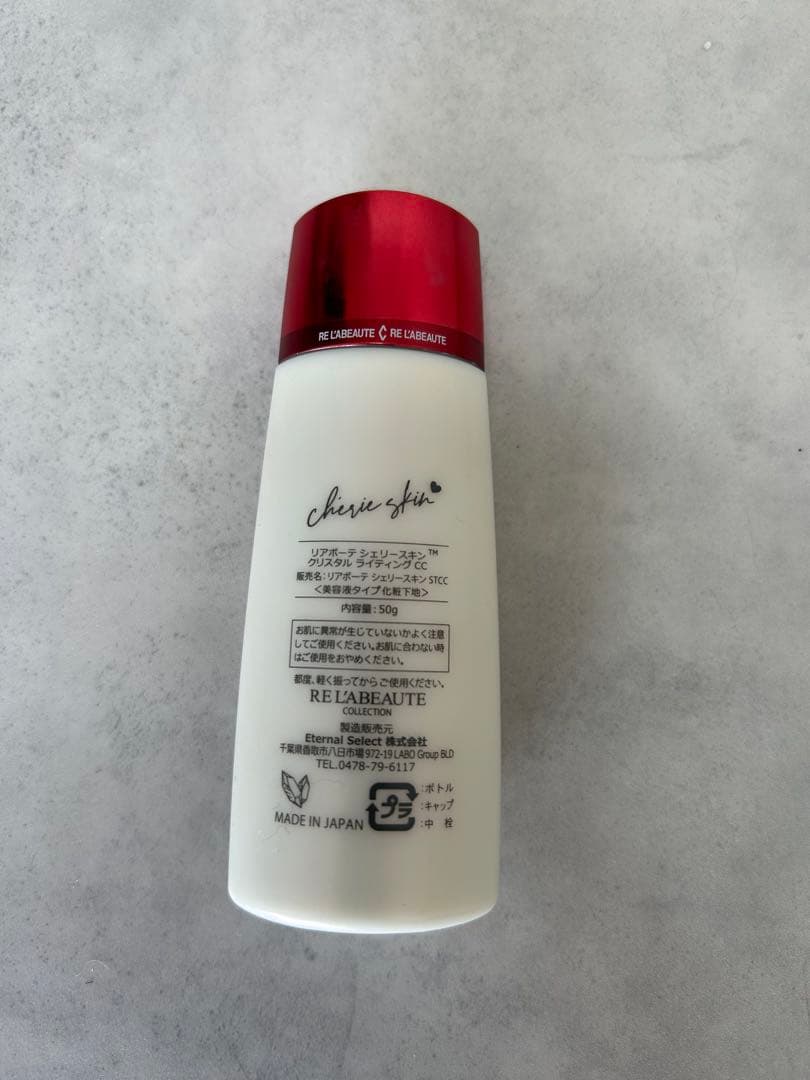 RE L'ABEAUTE RE L'ABEAUTE
chérie skin
リアボーテ シェリースキン™
クリスタル ライティング CC
販売名：リアボーテ シェリースキン STCC
＜美容液タイプ化粧下地＞
内容量：50g
お肌に異常が生じていないかよく注意
してご使用ください。お肌に合わない時
はご使用をおやめください。
都度、軽く振ってからご使用ください。
RE L'ABEAUTE
COLLECTION
製造販売元
Eternal Select 株式会社
千葉県香取市八日市場972-19 LABO Group BLD
TEL.0478-79-6117
MADE IN JAPAN
プラ
：ボトル
：キャップ
：中 栓